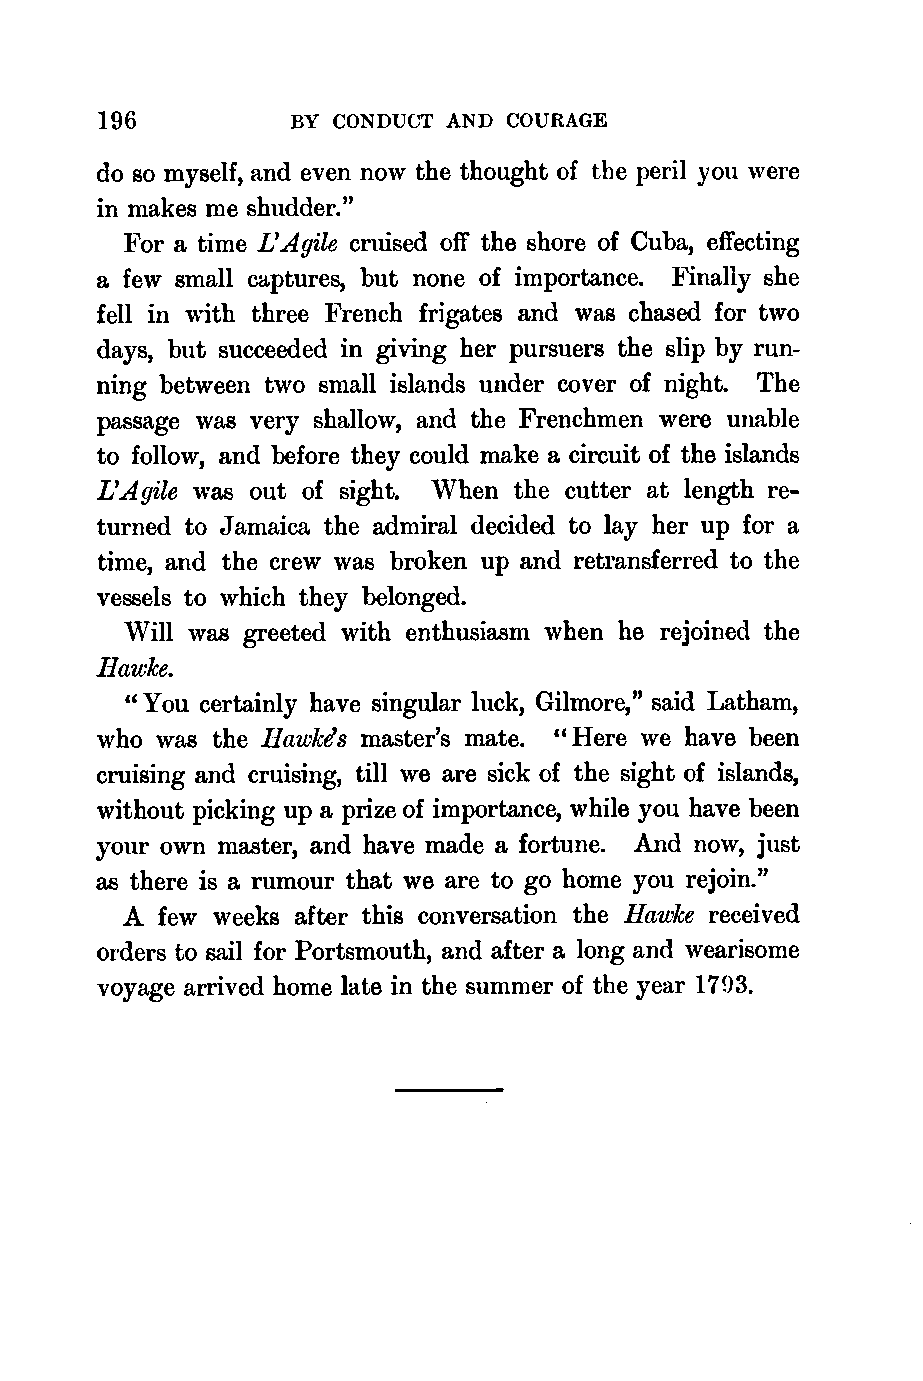 196 BY CONDUCT AND COURAGE
do so myself, and even now the thought of the peril you were
in makes me shudder.”
For a time L’Agile cruised off the shore of Cuba, effecting
a few small captures, but none of importance. Finally she
fell in with three French frigates and was chased for two
days, but succeeded in giving her pursuers the slip by run-
ning between two small islands under cover of night. The
passage was very shallow, and the Frenchmen were unable
to follow, and before they could make a circuit of the islands
L’Agile was out of sight. When the cutter at length re-
turned to Jamaica the admiral decided to lay her up for a
time, and the crew was broken up and retransferred to the
vessels to which they belonged.
Will was greeted with enthusiasm when he rejoined the
Hawke.
“You certainly have singular luck, Gilmore,” said Latham,
who was the Hawke’s master’s mate. “Here we have been
cruising and cruising, till we are sick of the sight of islands,
without picking up a prize of importance, while you have been
your own master, and have made a fortune. And now, just
as there is a rumour that we are to go home you rejoin.”
A few weeks after this conversation the Hawke received
orders to sail for Portsmouth, and after a long and wearisome
voyage arrived home late in the summer of the year 1793.